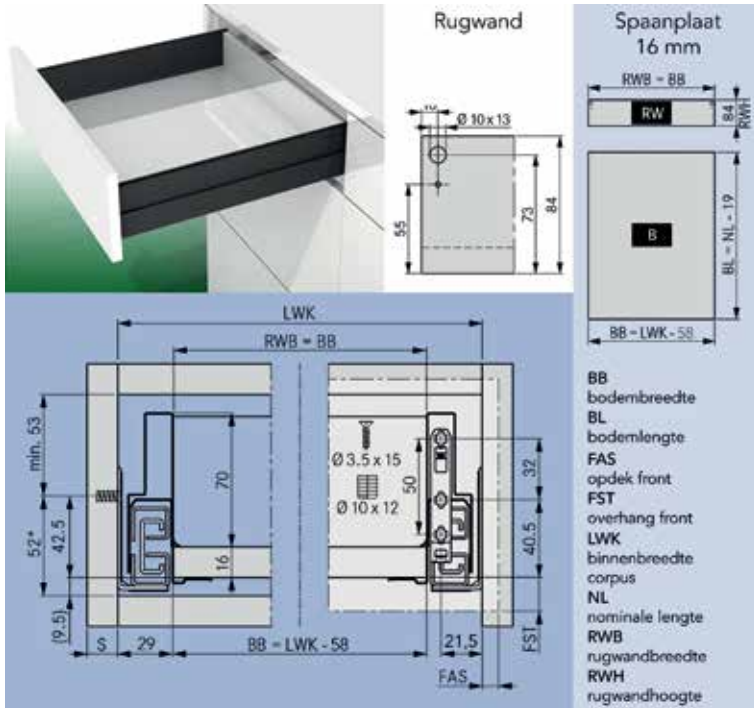 Rugwand
Ø 10 x 13
55
73
84
Spaanplaat
16 mm
RWB = BB
RW
84
RWH
B
BL = NL - 19
BB = LWK - 58
LWK
RWB = BB
min. 53
52*
42.5
(9.5)
70
16
Ø 3.5 x 15
Ø 10 x 12
50
32
40.5
S
29
BB = LWK - 58
21,5
FST
FAS
BB
bodembreedte
BL
bodemlengte
FAS
opdek front
FST
overhang front
LWK
binnenbreedte
corpus
NL
nominale lengte
RWB
rugwandbreedte
RWH
rugwandhoogte